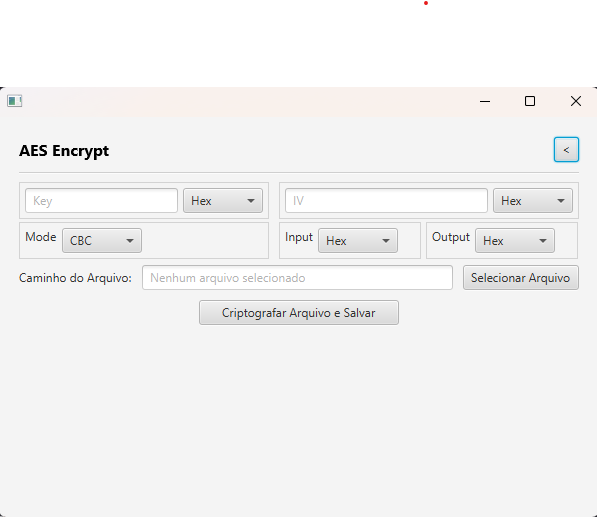 AES Encrypt <
Key Hex IV Hex
Mode CBC Input Hex Output Hex
Caminho do Arquivo: Nenhum arquivo selecionado Selecionar Arquivo
Criptografar Arquivo e Salvar